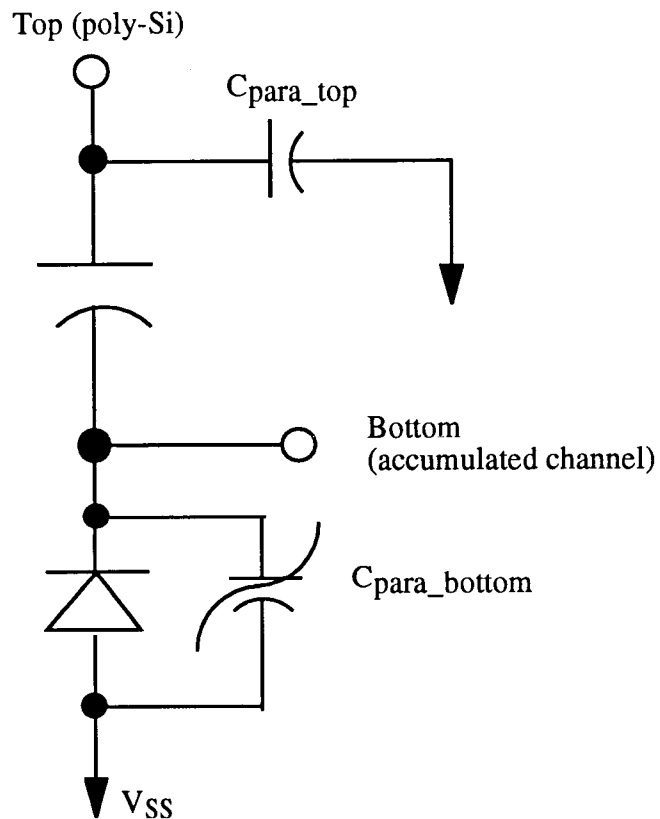 Top (poly-Si)
Cpara_top
Bottom
(accumulated channel)
Cpara_bottom
VSS